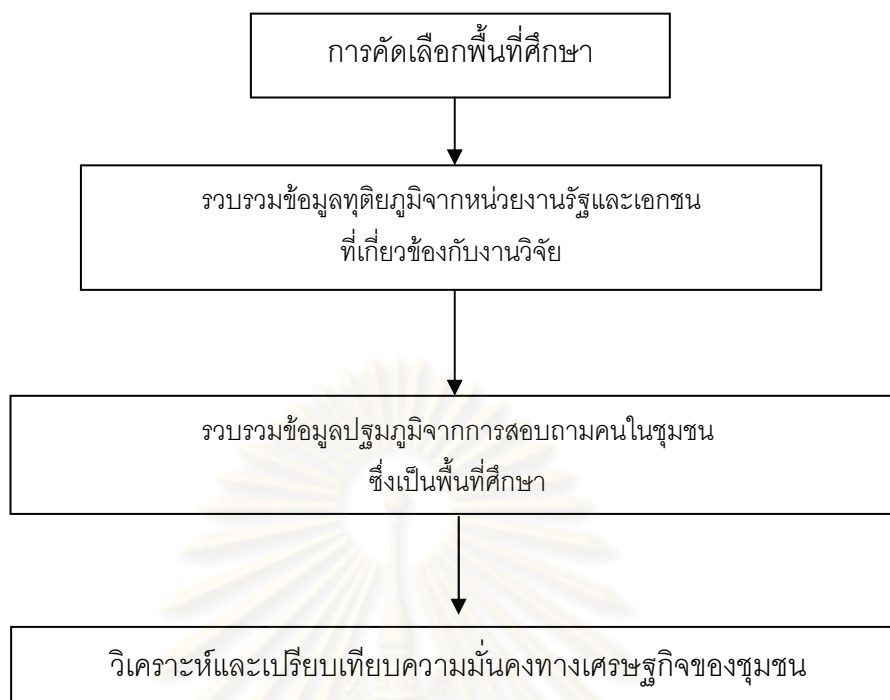 การคัดเลือกพื้นที่ศึกษา
รวบรวมข้อมูลทุติยภูมิจากหน่วยงานรัฐและเอกชน
ที่เกี่ยวข้องกับงานวิจัย
รวบรวมข้อมูลปฐมภูมิจากการสอบถามคนในชุมชน
ซึ่งเป็นพื้นที่ศึกษา
วิเคราะห์และเปรียบเทียบความมั่นคงทางเศรษฐกิจของชุมชน